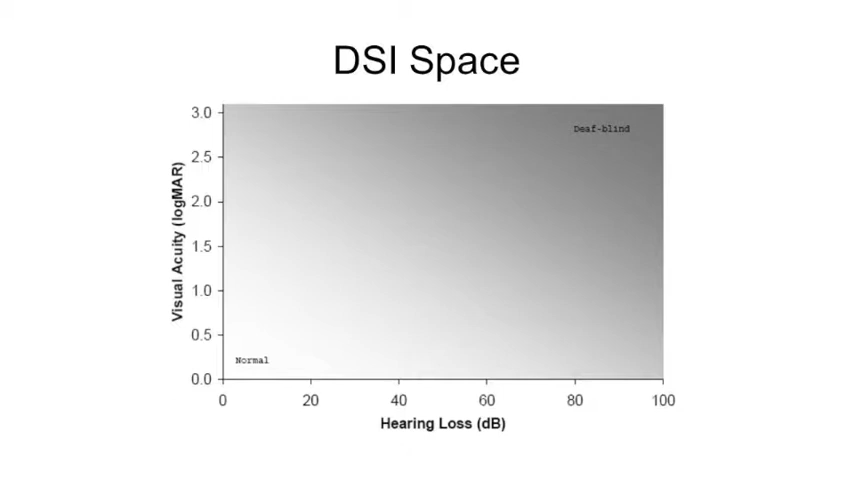 DSI Space
3.0
Deaf-blind
2.5
2.0
1.5
1.0
0.5
0.0
Visual Acuity (logMAR)
Normal
0 20 40 60 80 100
Hearing Loss (dB)